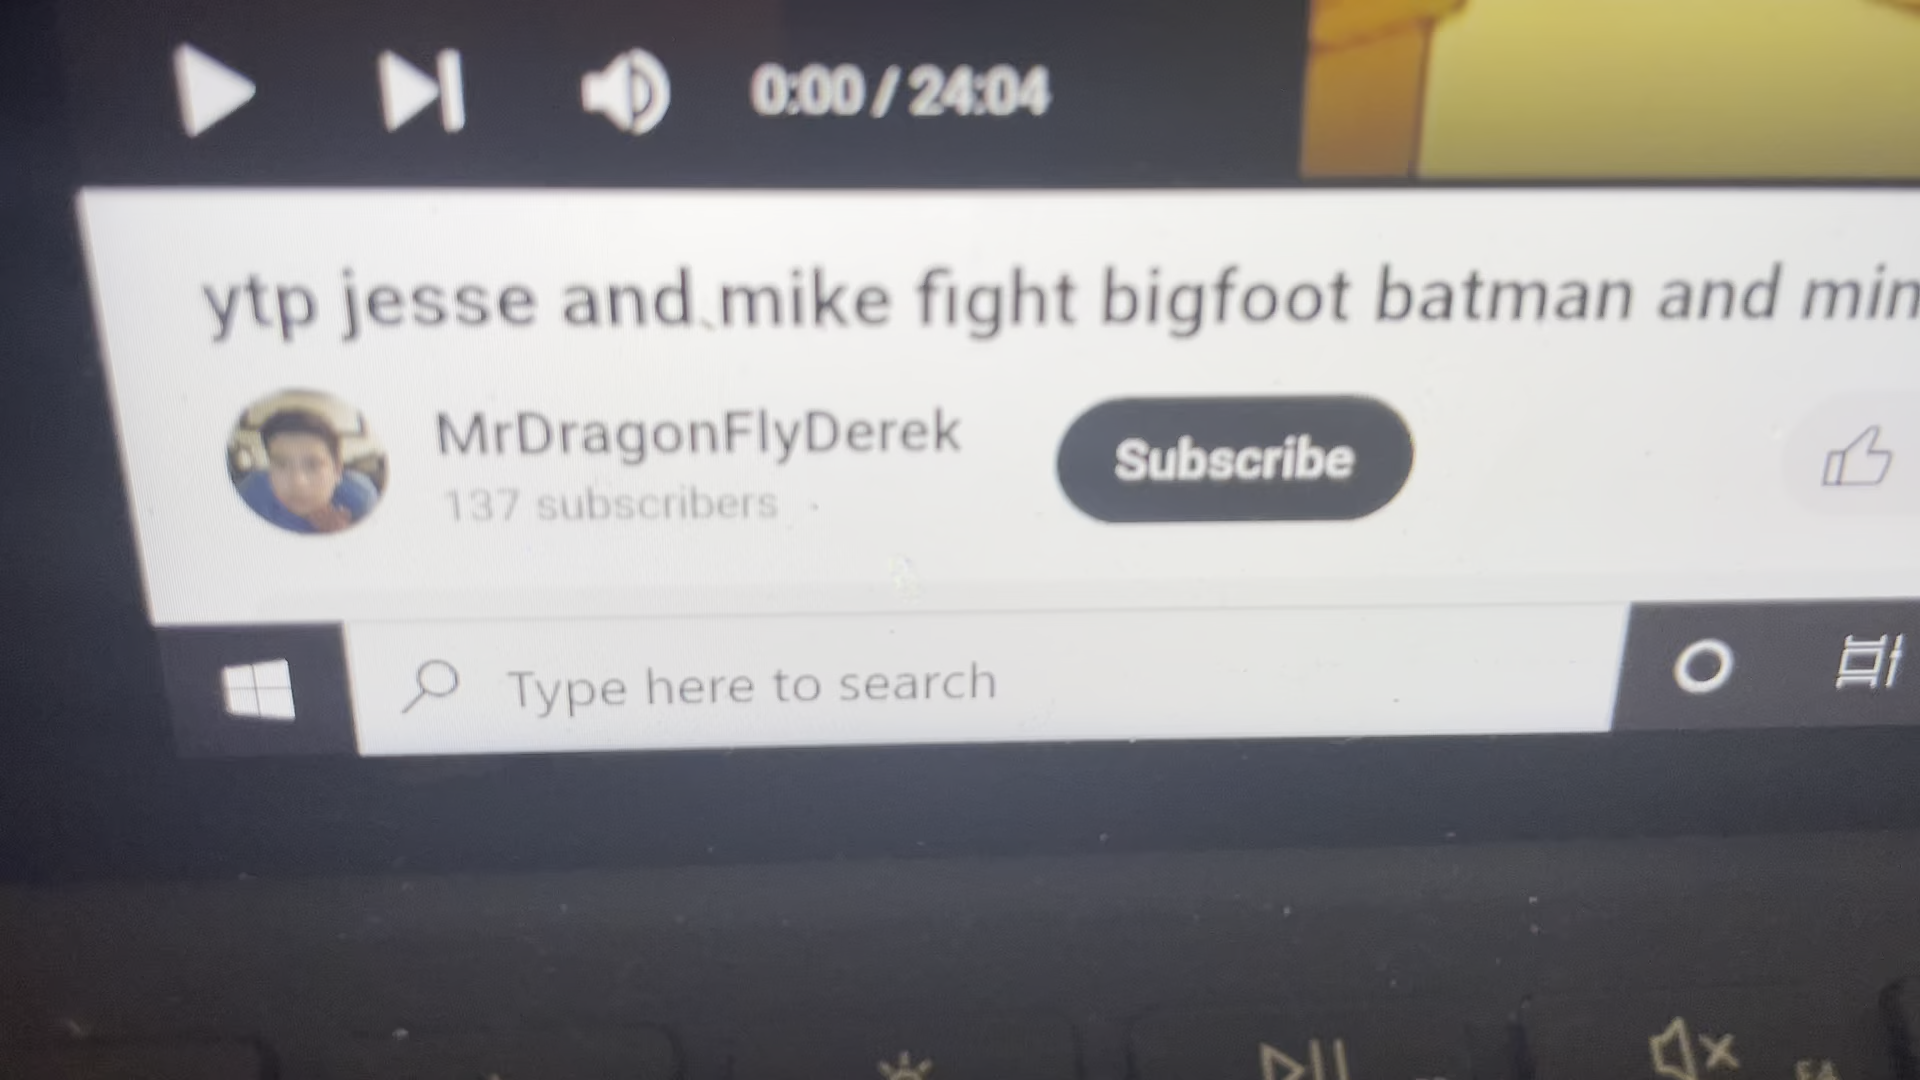 0:00 / 24:04
ytp jesse and mike fight bigfoot batman and min
MrDragonFlyDerek
Subscribe
137 subscribers
Type here to search
F4